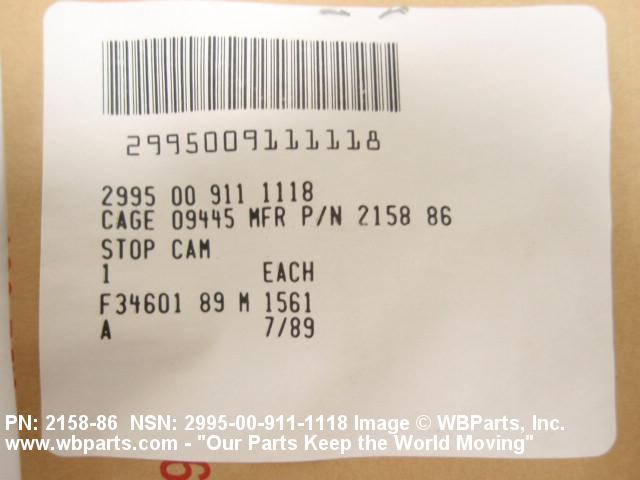 2995009111118
2995 00 911 1118
CAGE 09445 MFR P/N 2158 86
STOP CAM
1 EACH
F34601 89 M 1561
A 7/89
PN: 2158-86 NSN: 2995-00-911-1118 Image © WBParts, Inc.
www.wbparts.com - "Our Parts Keep the World Moving"